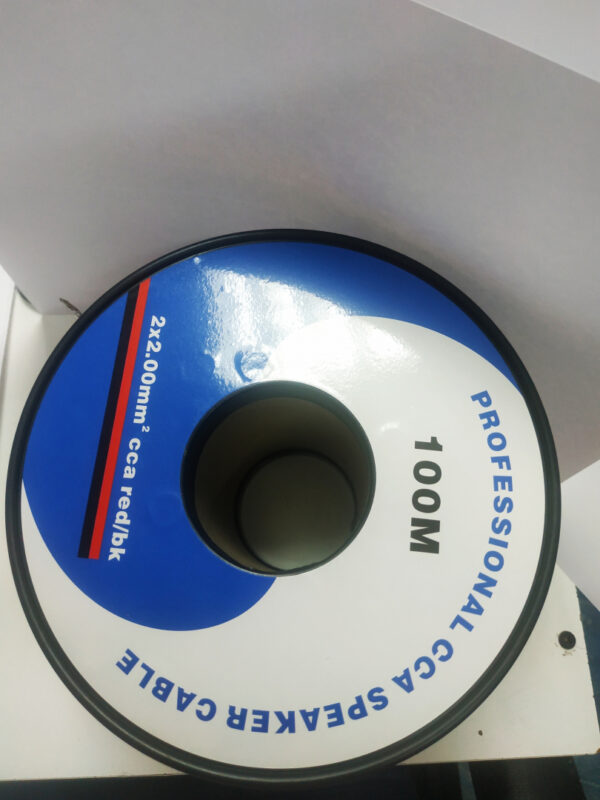 PROFESSIONAL CCA SPEAKER CABLE
100M
2x2.00mm² cca red/bk